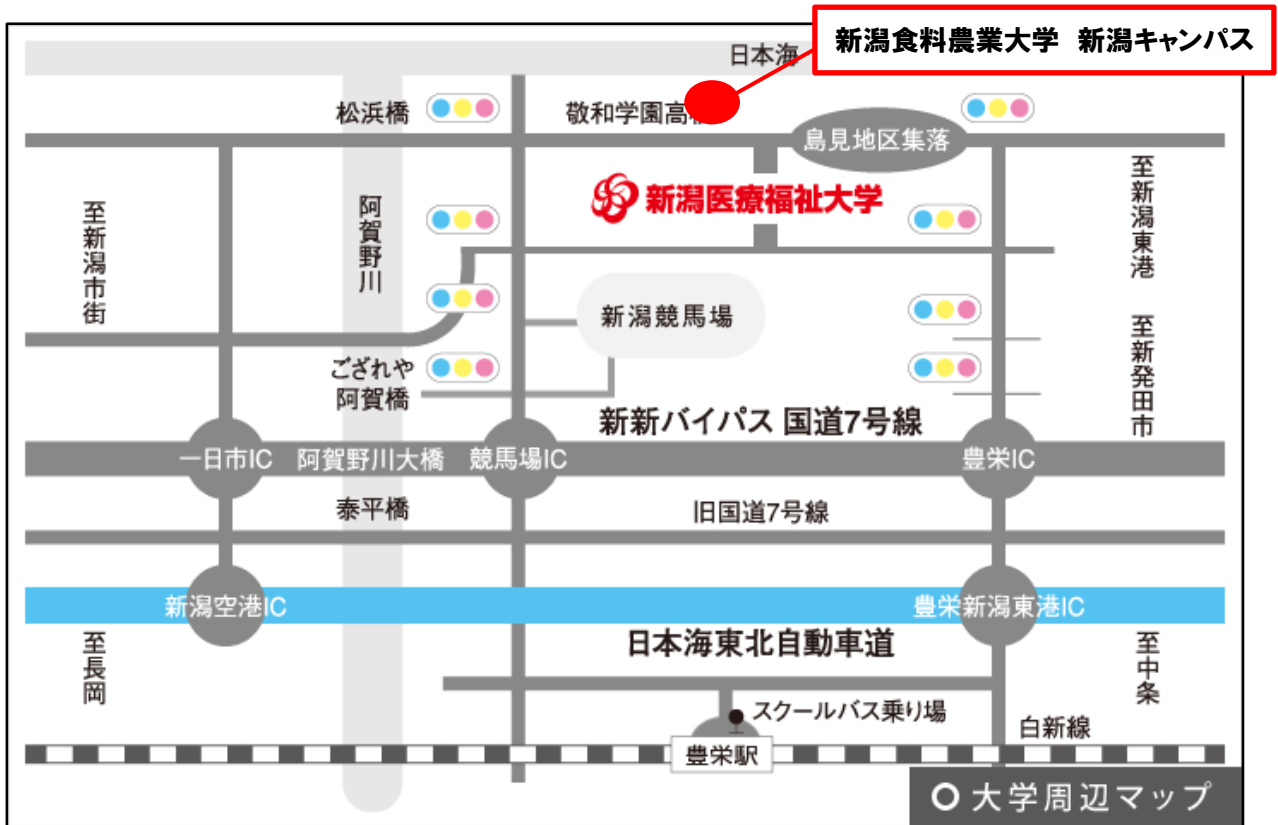 新潟食料農業大学　新潟キャンパス
日本海
松浜橋
敬和学園高
島見地区集落
至新潟東港
至新潟市街
阿賀野川
新潟医療福祉大学
新潟競馬場
至新発田市
ござれや
阿賀橋
新新バイパス 国道7号線
一日市IC
阿賀野川大橋
競馬場IC
豊栄IC
泰平橋
旧国道7号線
新潟空港IC
豊栄新潟東港IC
至長岡
日本海東北自動車道
至中条
スクールバス乗り場
白新線
豊栄駅
大学周辺マップ